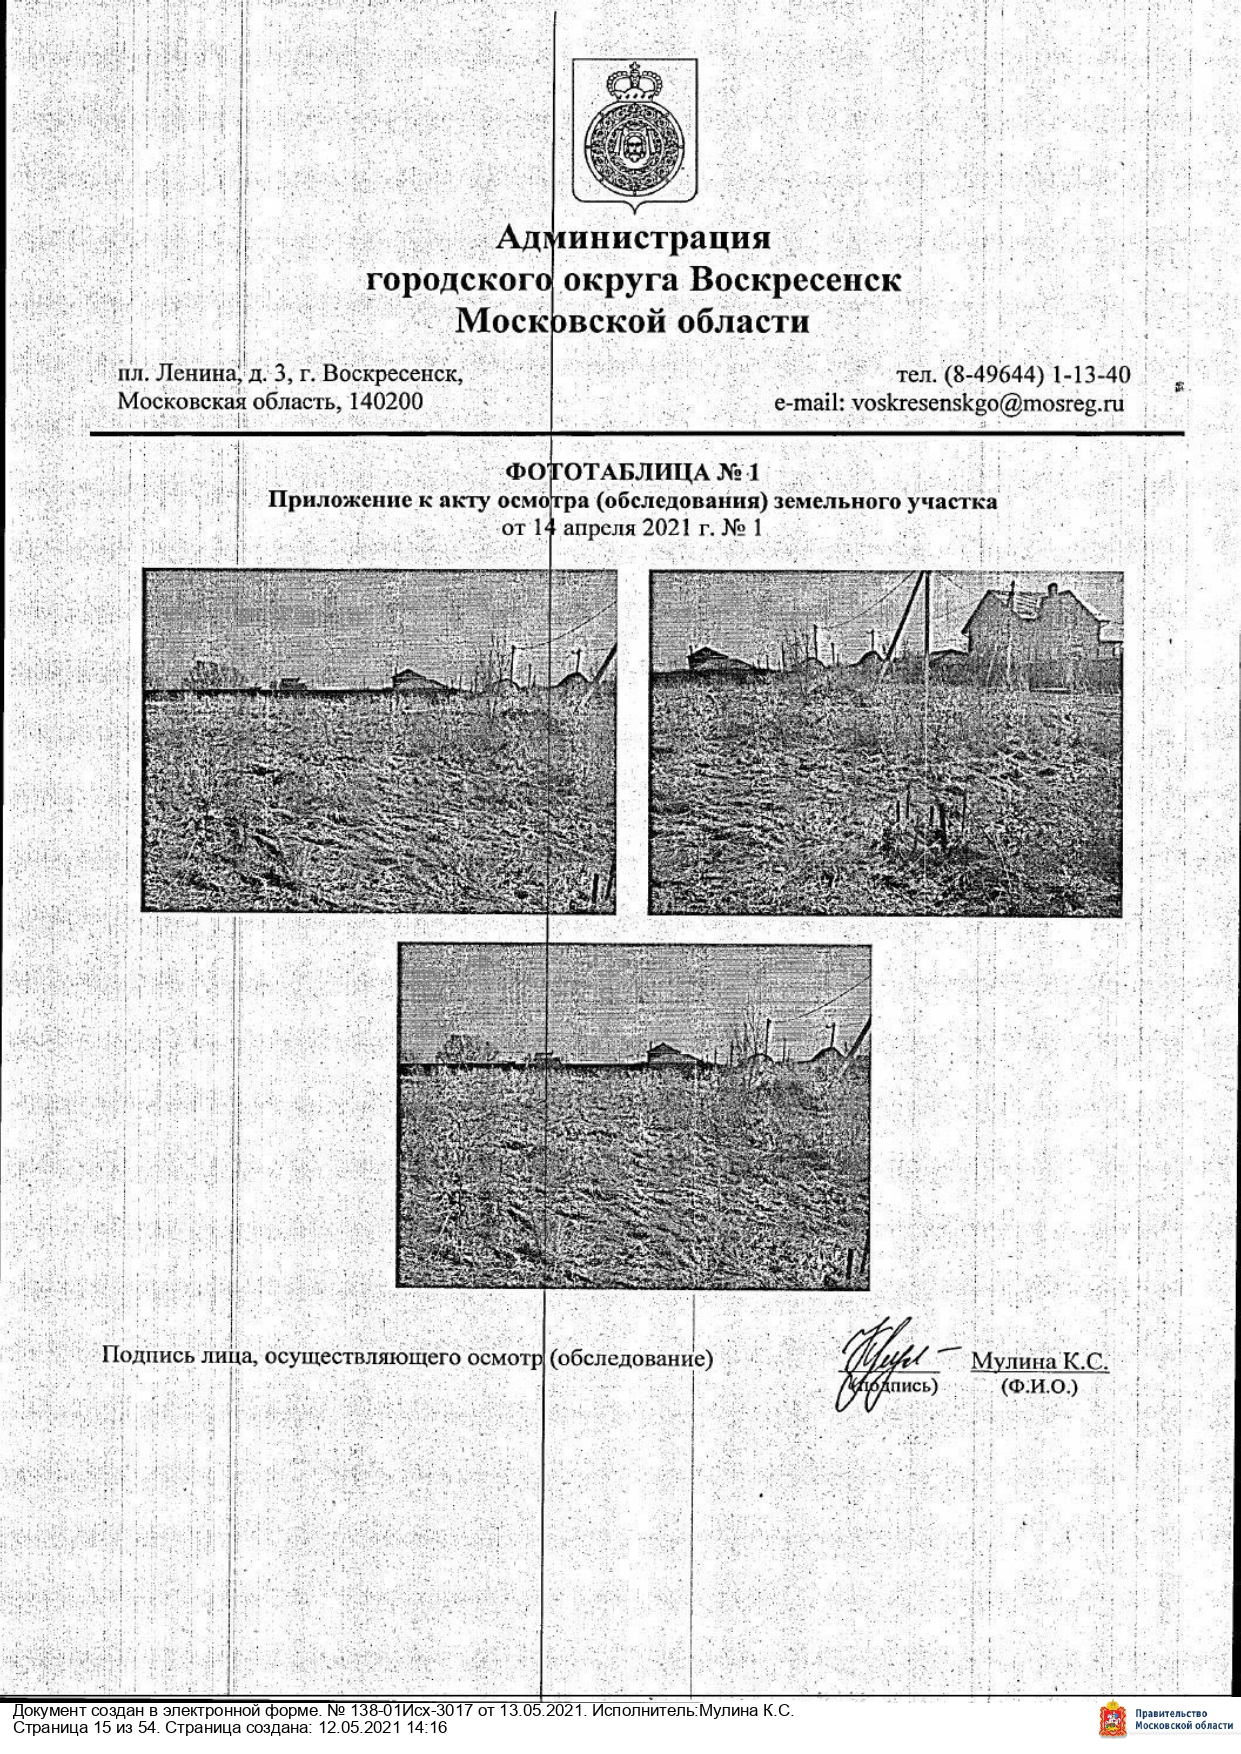 Администрация
городского округа Воскресенск
Московской области
пл. Ленина, д. 3, г. Воскресенск,
тел. (8-49644) 1-13-40
Московская область, 140200
e-mail: voskresenskgo@mosreg.ru
ФОТОТАБЛИЦА № 1
Приложение к акту осмотра (обследования) земельного участка
от 14 апреля 2021 г. № 1
Подпись лица, осуществляющего осмотр (обследование)
Мулина К.С.
(подпись)
(Ф.И.О.)
Документ создан в электронной форме. № 138-01Исх-3017 от 13.05.2021. Исполнитель:Мулина К.С.
Страница 15 из 54. Страница создана: 12.05.2021 14:16
Правительство
Московской области